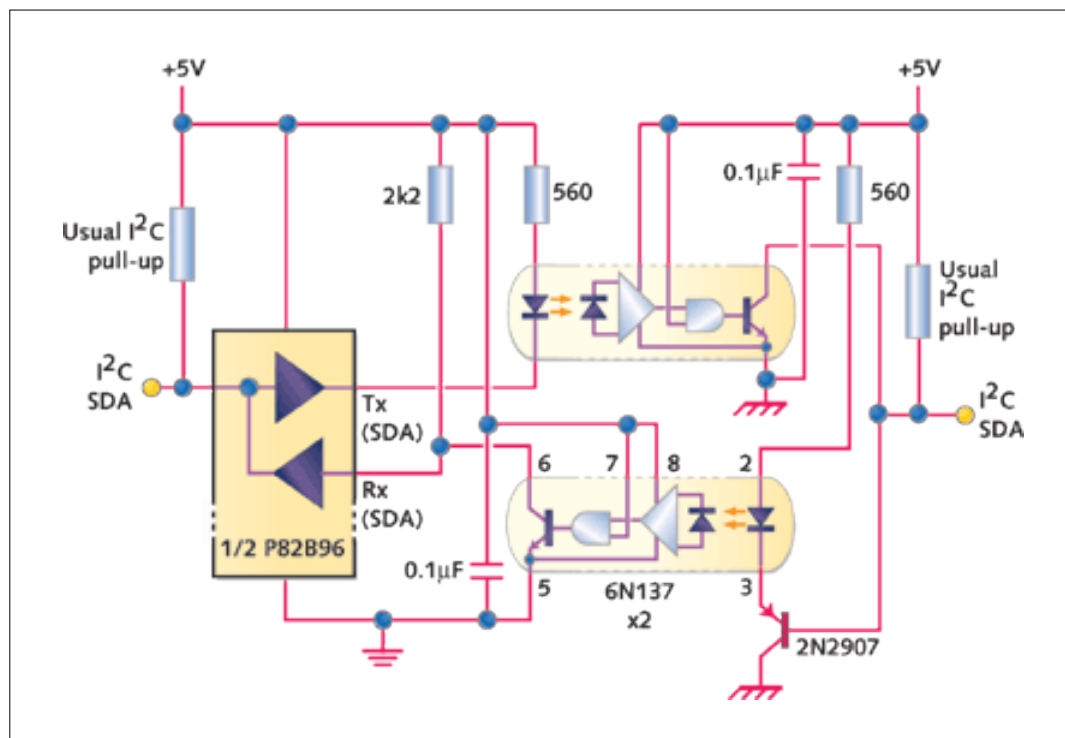 +5V
+5V
2k2
560
0.1µF
560
Usual I²C
pull-up
Usual
I²C
pull-up
I²C
SDA
Tx
(SDA)
I²C
SDA
6
7
8
2
Rx
(SDA)
1/2 P82B96
0.1µF
5
6N137
x2
3
2N2907